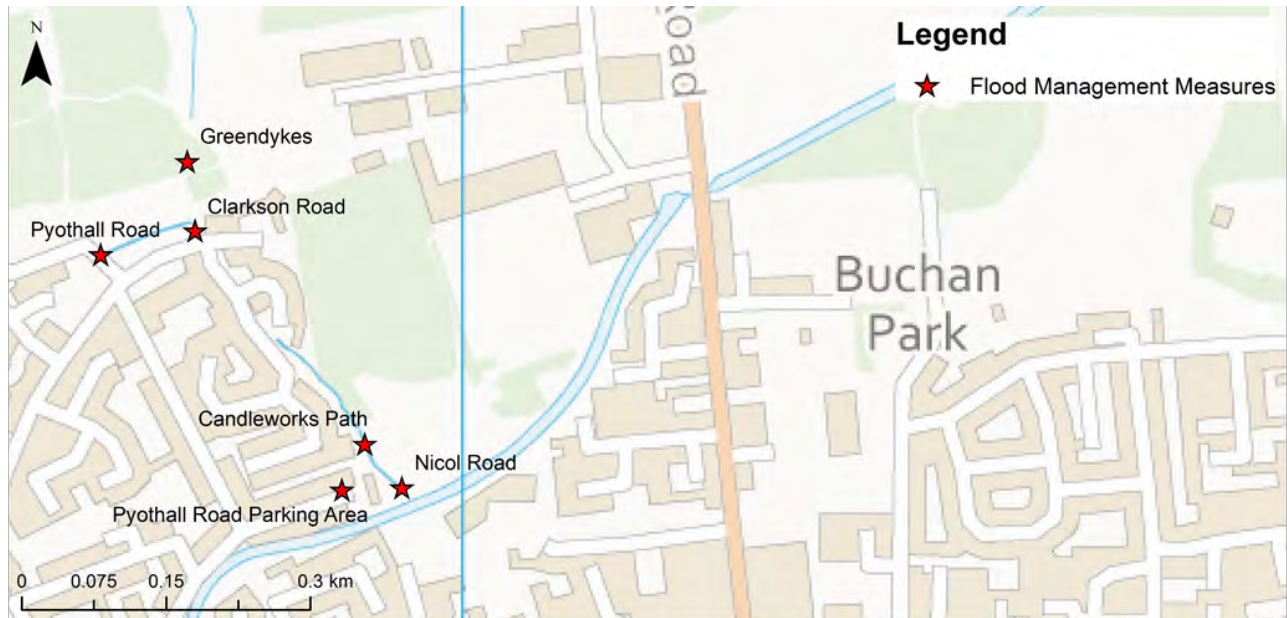 N
Road
Legend
Flood Management Measures
Greendykes
Clarkson Road
Pyothall Road
Buchan
Park
Candleworks Path
Nicol Road
Pyothall Road Parking Area
0 0.075 0.15 0.3 km